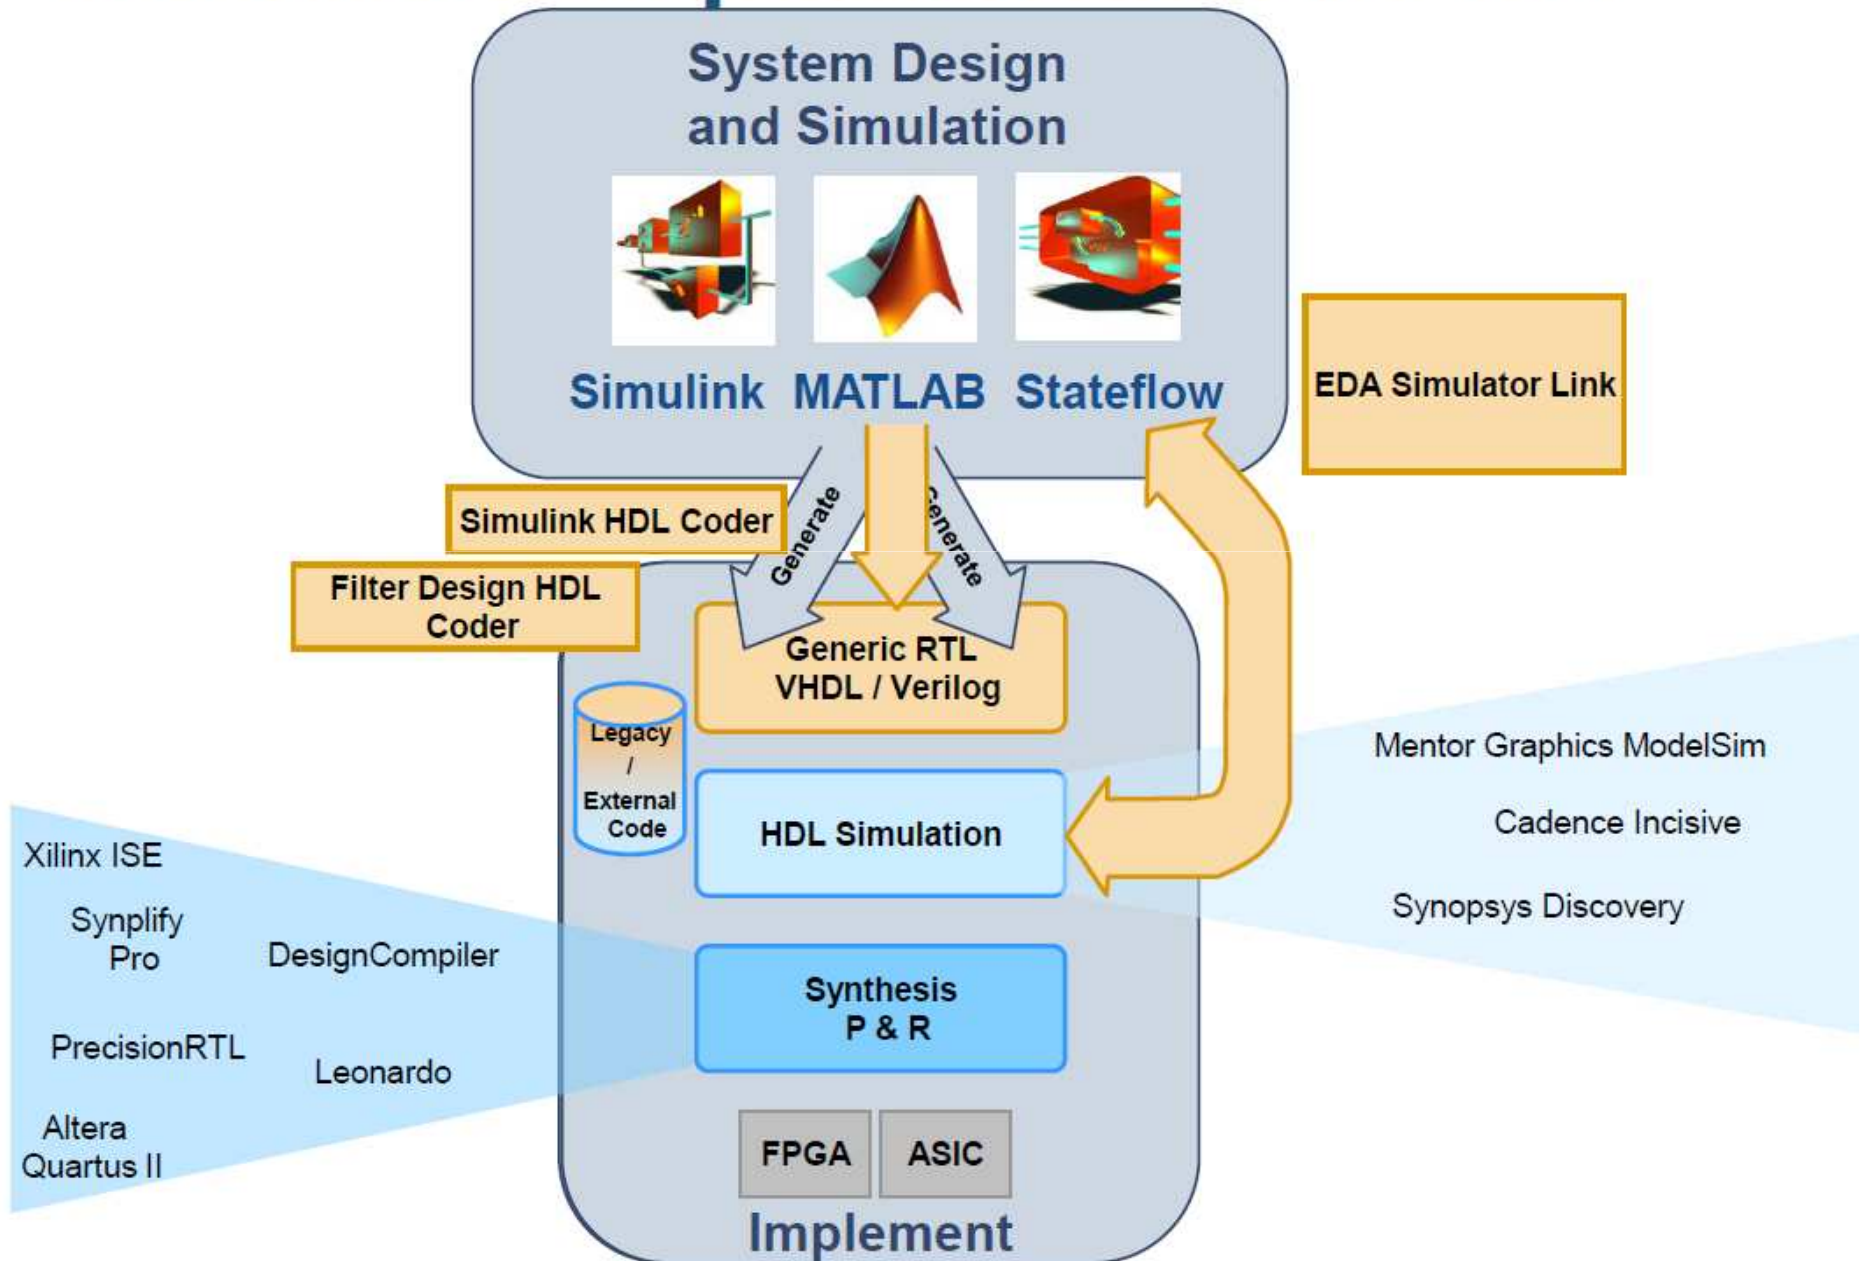 System Design
and Simulation
Simulink MATLAB Stateflow
EDA Simulator Link
Generate
Generate
Simulink HDL Coder
Filter Design HDL
Coder
Generic RTL
VHDL / Verilog
Legacy
/
External
Code
HDL Simulation
Mentor Graphics ModelSim
Cadence Incisive
Synopsys Discovery
Xilinx ISE
Synplify
Pro
DesignCompiler
PrecisionRTL
Leonardo
Altera
Quartus II
Synthesis
P & R
FPGA ASIC
Implement